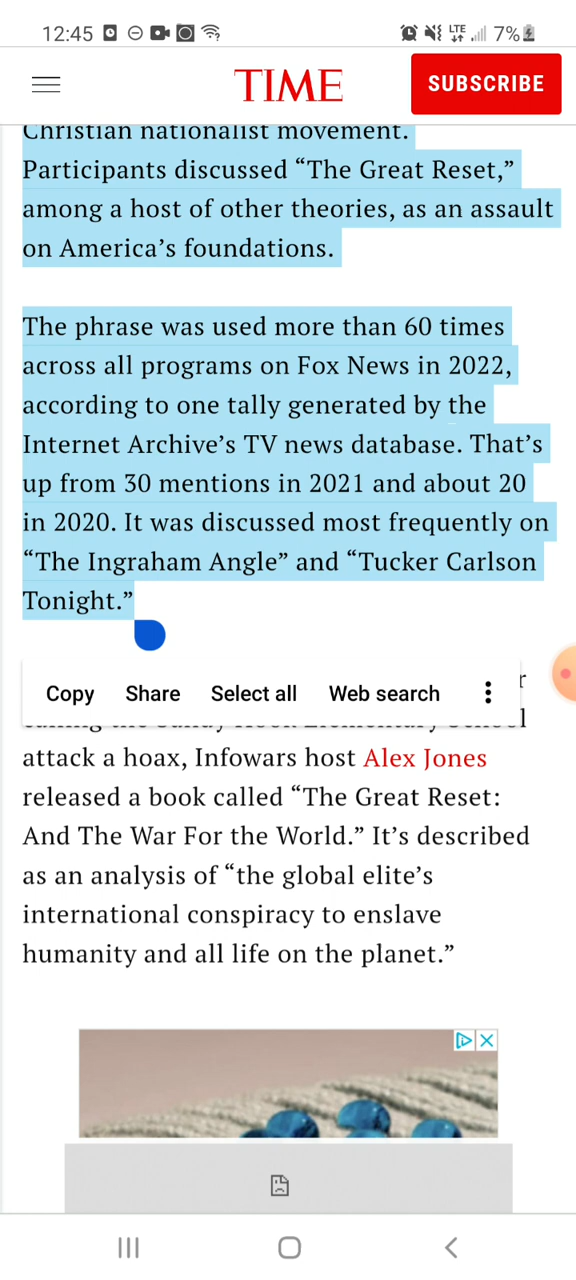 12:45
LTE 7%
TIME
SUBSCRIBE
Christian nationalist movement.
Participants discussed “The Great Reset,”
among a host of other theories, as an assault
on America’s foundations.
The phrase was used more than 60 times
across all programs on Fox News in 2022,
according to one tally generated by the
Internet Archive’s TV news database. That’s
up from 30 mentions in 2021 and about 20
in 2020. It was discussed most frequently on
“The Ingraham Angle” and “Tucker Carlson
Tonight.”
Copy Share Select all Web search
attack a hoax, Infowars host Alex Jones
released a book called “The Great Reset:
And The War For the World.” It’s described
as an analysis of “the global elite’s
international conspiracy to enslave
humanity and all life on the planet.”